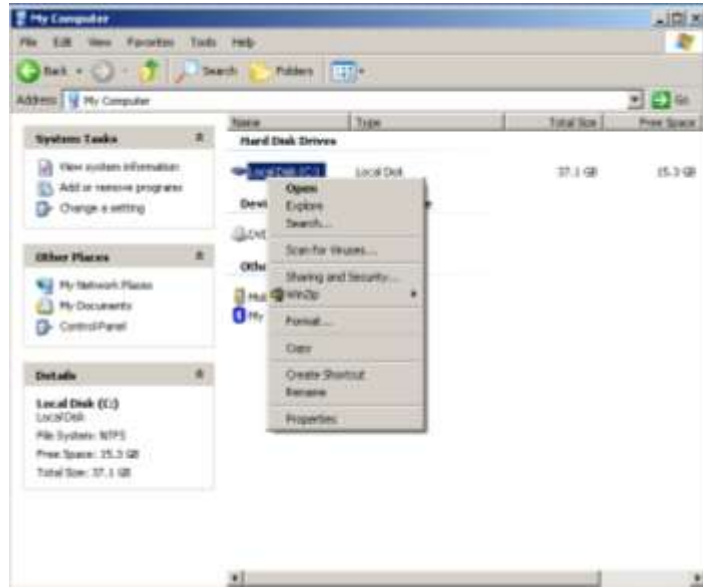 My Computer
File Edit View Favorites Tools Help
Back Search Folders
Address My Computer Go
Name Type Total Size Free Space
System Tasks
View system information
Add or remove programs
Change a setting
Other Places
My Network Places
My Documents
Control Panel
Details
Local Disk (C:)
Local Disk
File System: NTFS
Free Space: 15.3 GB
Total Size: 37.1 GB
Hard Disk Drives
Local Disk (C:) Local Disk 37.1 GB 15.3 GB
Devi
DVD
Othe
My
Open
Explore
Search...
Scan for Viruses...
Sharing and Security...
WinZip
Format...
Copy
Create Shortcut
Rename
Properties